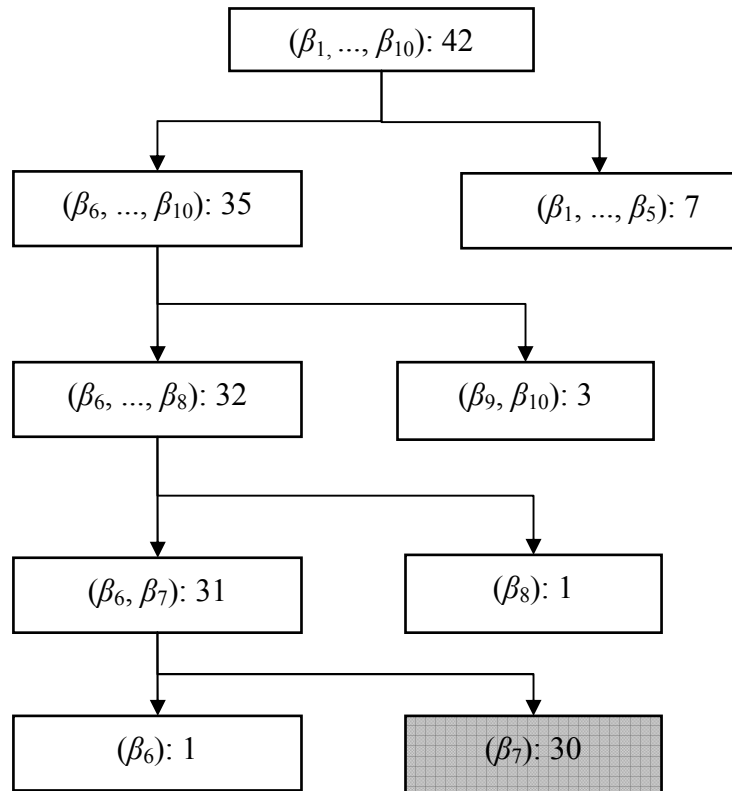 (β₁, ..., β₁₀): 42
(β₆, ..., β₁₀): 35
(β₁, ..., β₅): 7
(β₆, ..., β₈): 32
(β₉, β₁₀): 3
(β₆, β₇): 31
(β₈): 1
(β₆): 1
(β₇): 30